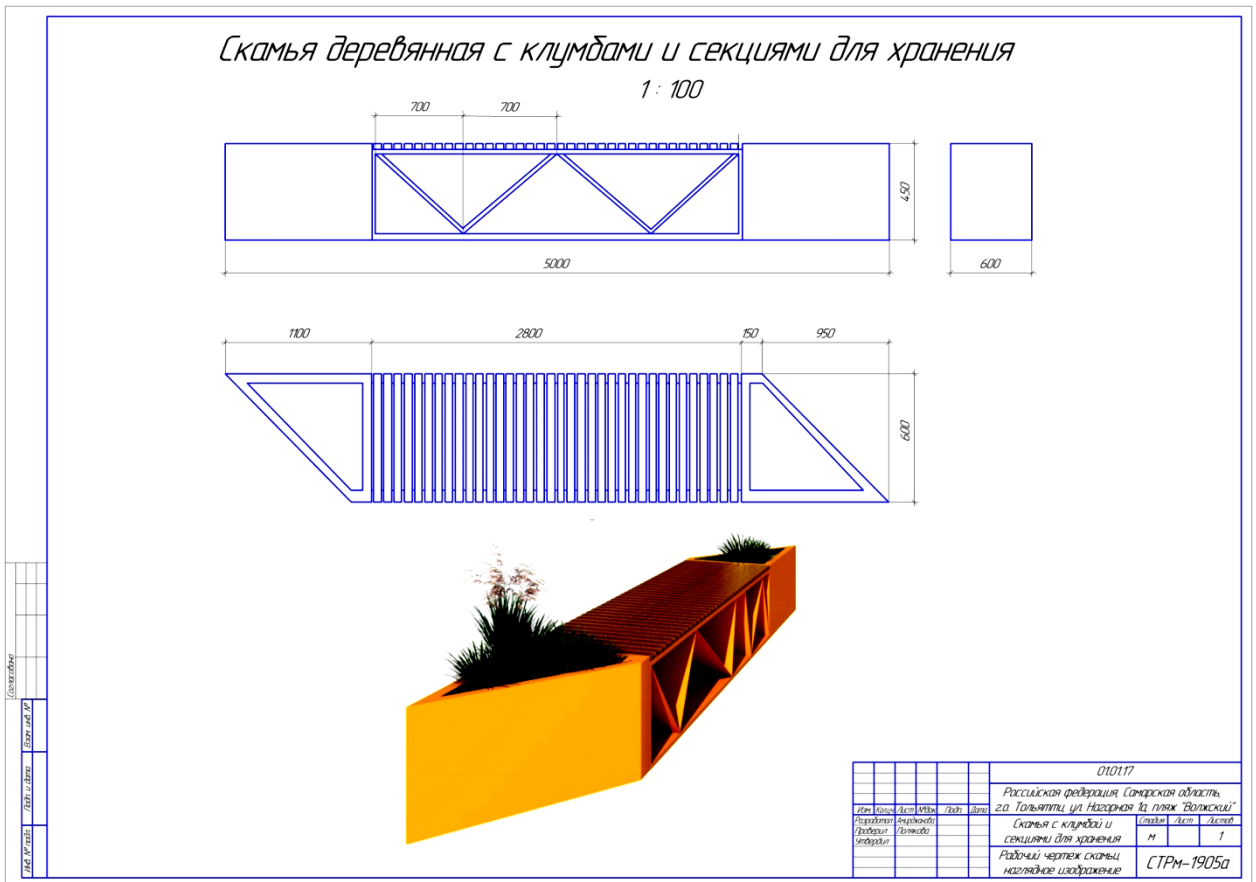 Скамья деревянная с клумбами и секциями для хранения
1 : 100
700 700
450
5000
600
1100 2800 150 950
600
Согласовано
Взам. инв. №
Подп. и дата
Инв. № подл.
01.01.17
Российская федерация, Самарская область,
г.о. Тольятти, ул. Нагорная 1а, пляж "Волжский"
Изм. Кол.уч Лист №Док. Подп. Дата
Разработал
Проверил Полякова
Утвердил
Скамья с клумбой и
секциями для хранения
Стадия Лист Листов
м 1
Рабочий чертеж скамьи,
наглядное изображение
СТРм-1905а